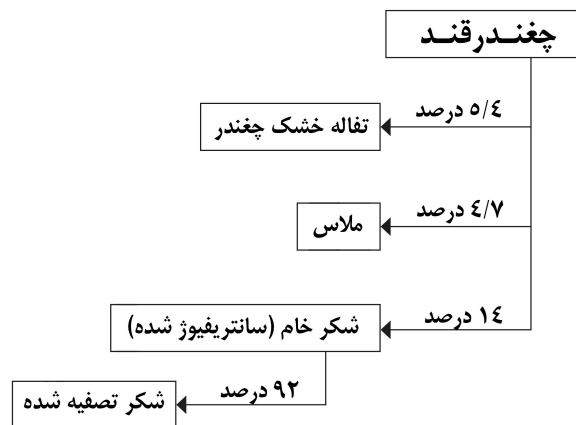 چغندرقند
۵/۴ درصد
تفاله خشک چغندر
۴/۷ درصد
ملاس
۱۴ درصد
شکر خام (سانتریفیوژ شده)
۹۲ درصد
شکر تصفیه شده